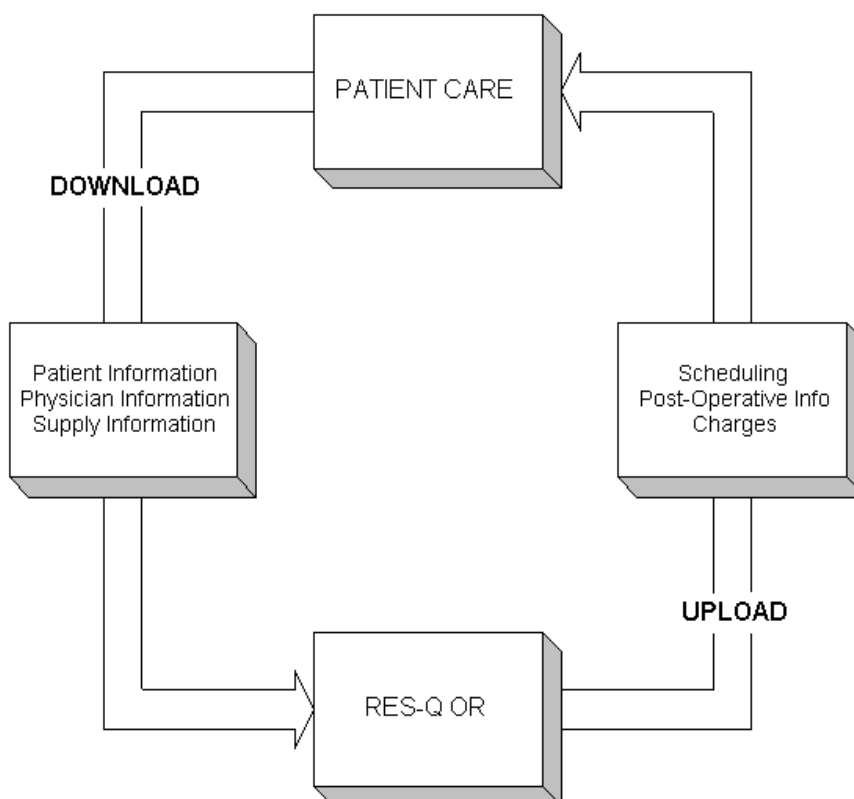 PATIENT CARE
DOWNLOAD
Patient Information
Physician Information
Supply Information
Scheduling
Post-Operative Info
Charges
UPLOAD
RES-Q OR